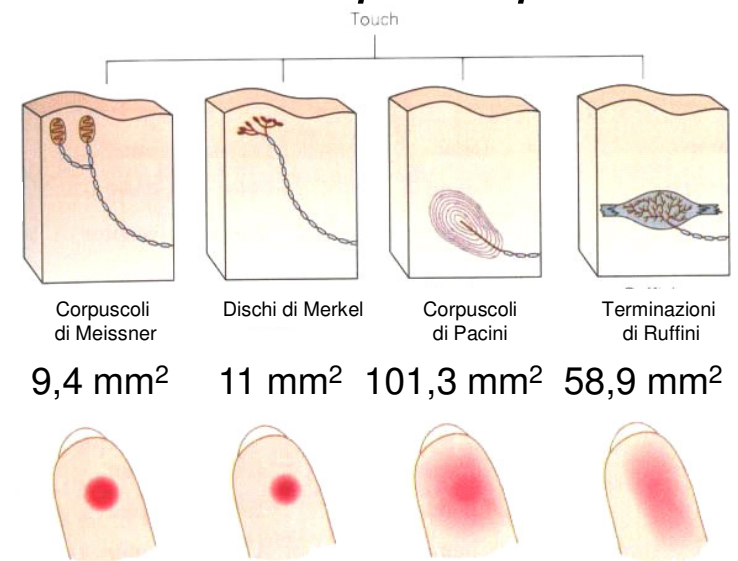 Touch
Corpuscoli
di Meissner
Dischi di Merkel
Corpuscoli
di Pacini
Terminazioni
di Ruffini
9,4 mm²
11 mm²
101,3 mm²
58,9 mm²